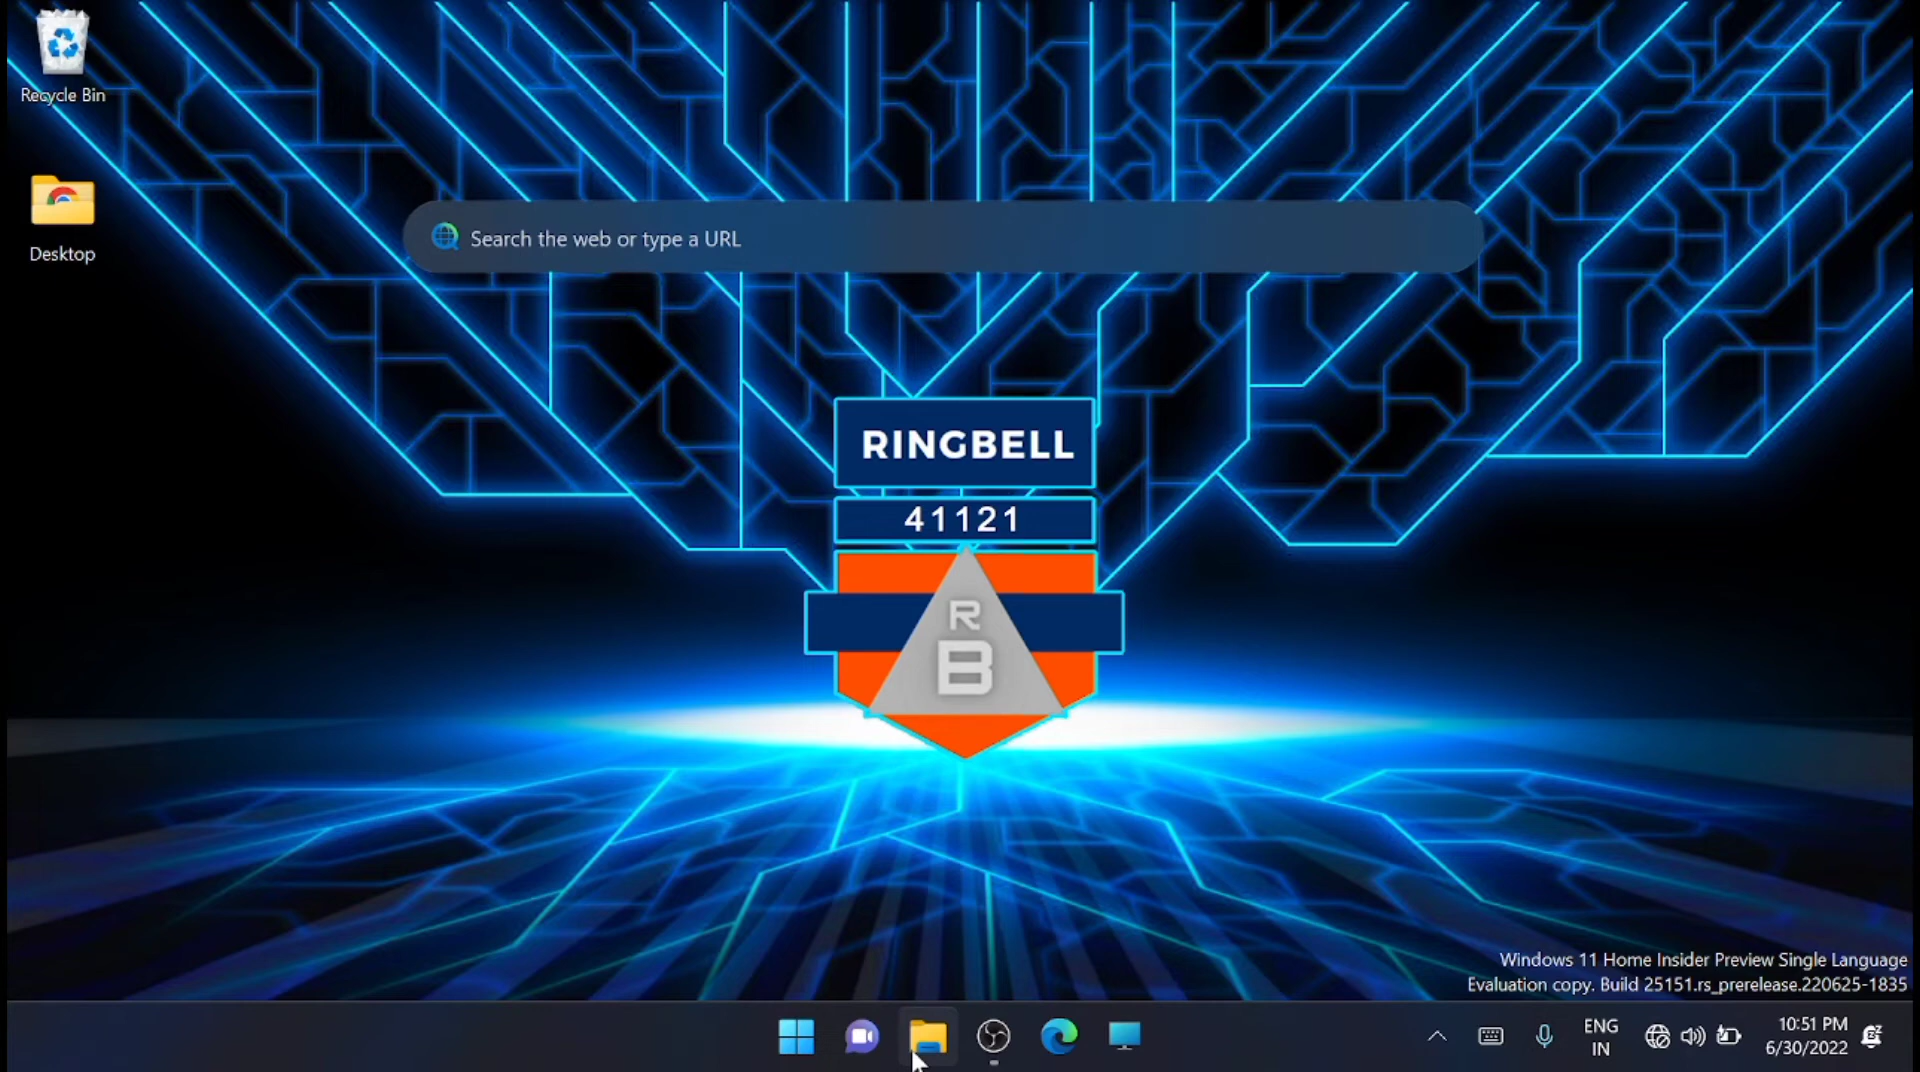 Recycle Bin
Desktop
Search the web or type a URL
RINGBELL
41121
R
B
Windows 11 Home Insider Preview Single Language
Evaluation copy. Build 25151.rs_prerelease.220625-1835
ENG
IN
10:51 PM
6/30/2022